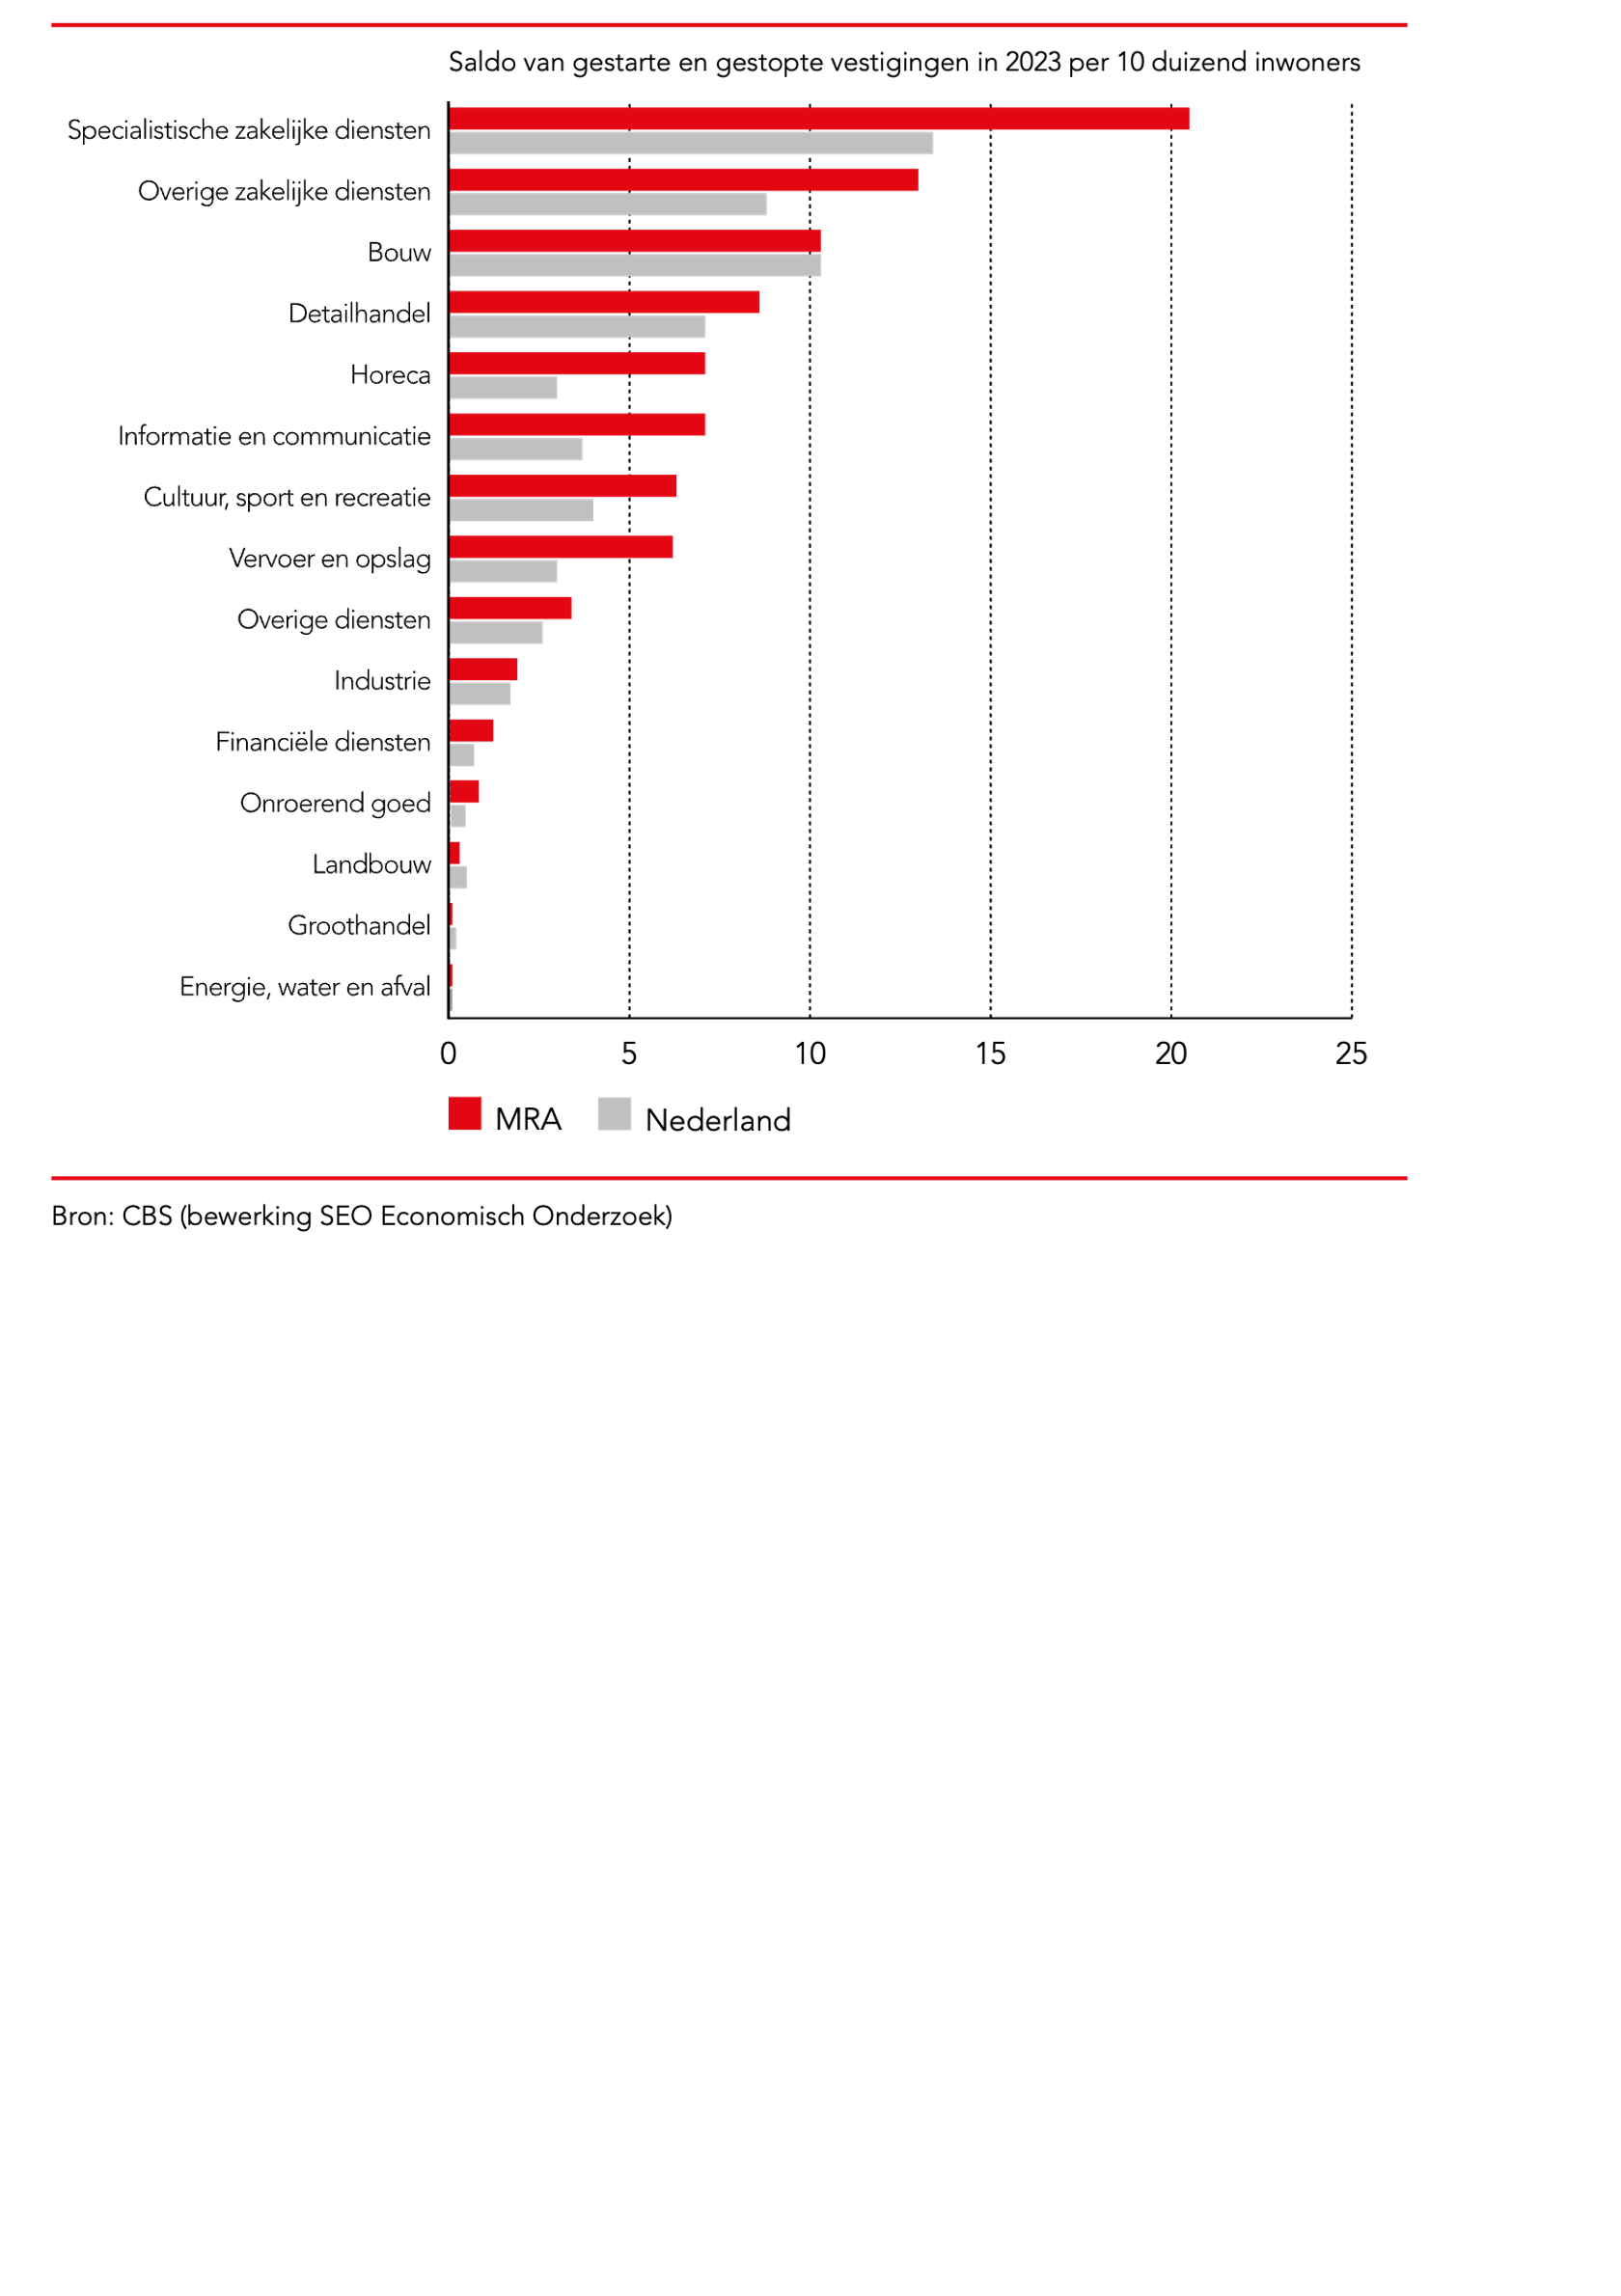 Saldo van gestarte en gestopte vestigingen in 2023 per 10 duizend inwoners
Specialistische zakelijke diensten
Overige zakelijke diensten
Bouw
Detailhandel
Horeca
Informatie en communicatie
Cultuur, sport en recreatie
Vervoer en opslag
Overige diensten
Industrie
Financiële diensten
Onroerend goed
Landbouw
Groothandel
Energie, water en afval
0 5 10 15 20 25
MRA Nederland
Bron: CBS (bewerking SEO Economisch Onderzoek)